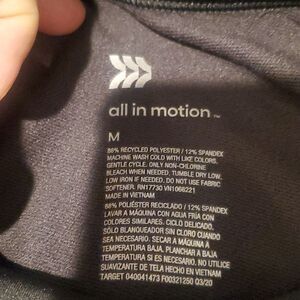 all in motion™
M
88% RECYCLED POLYESTER / 12% SPANDEX
MACHINE WASH COLD WITH LIKE COLORS.
GENTLE CYCLE. ONLY NON-CHLORINE
BLEACH WHEN NEEDED. TUMBLE DRY LOW.
LOW IRON IF NEEDED. DO NOT USE FABRIC
SOFTENER. RN17730 VN1066221
MADE IN VIETNAM
88% POLIÉSTER RECICLADO / 12% SPANDEX
LAVAR A MÁQUINA CON AGUA FRÍA CON
COLORES SIMILARES. CICLO DELICADO.
SÓLO BLANQUEADOR SIN CLORO CUANDO
SEA NECESARIO. SECAR A MÁQUINA A
TEMPERATURA BAJA. PLANCHAR A BAJA
TEMPERATURA SI ES NECESARIO. NO USAR
SUAVIZANTE DE TELA HECHO EN VIETNAM
TARGET 040041473 F00321250 03/20